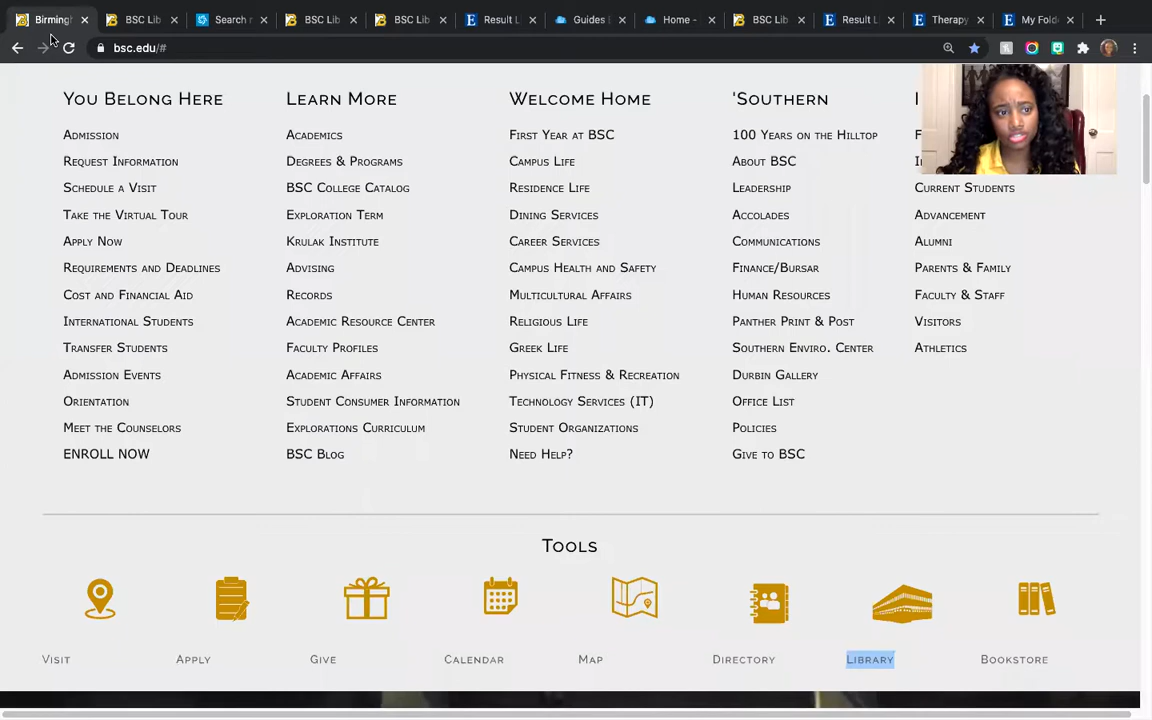 Birming
BSC Lib
Search r
BSC Lib
BSC Lib
Result L
Guides
Home -
BSC Lib
Result L
Therapy
My Fold
bsc.edu/#
You Belong Here
Admission
Request Information
Schedule a Visit
Take the Virtual Tour
Apply Now
Requirements and Deadlines
Cost and Financial Aid
International Students
Transfer Students
Admission Events
Orientation
Meet the Counselors
ENROLL NOW
Learn More
Academics
Degrees & Programs
BSC College Catalog
Exploration Term
Krulak Institute
Advising
Records
Academic Resource Center
Faculty Profiles
Academic Affairs
Student Consumer Information
Explorations Curriculum
BSC Blog
Welcome Home
First Year at BSC
Campus Life
Residence Life
Dining Services
Career Services
Campus Health and Safety
Multicultural Affairs
Religious Life
Greek Life
Physical Fitness & Recreation
Technology Services (IT)
Student Organizations
Need Help?
'Southern
100 Years on the Hilltop
About BSC
Leadership
Accolades
Communications
Finance/Bursar
Human Resources
Panther Print & Post
Southern Enviro. Center
Durbin Gallery
Office List
Policies
Give to BSC
Current Students
Advancement
Alumni
Parents & Family
Faculty & Staff
Visitors
Athletics
Tools
Visit
Apply
Give
Calendar
Map
Directory
Library
Bookstore